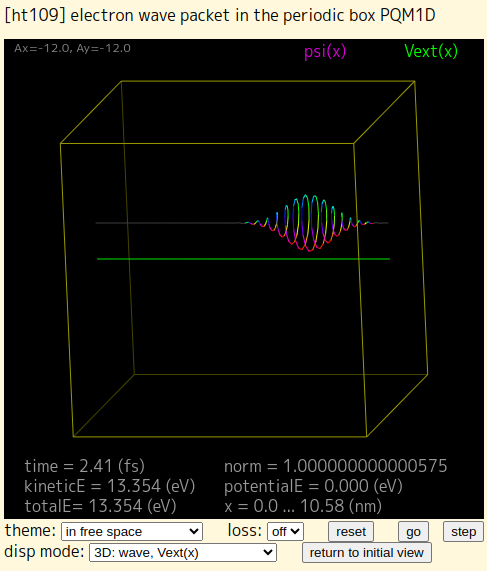 [ht109] electron wave packet in the periodic box PQM1D
Ax=-12.0, Ay=-12.0 psi(x) Vext(x)
time = 2.41 (fs) norm = 1.000000000000575
kineticE = 13.354 (eV) potentialE = 0.000 (eV)
totalE= 13.354 (eV) x = 0.0 ... 10.58 (nm)
theme: in free space loss: off reset go step
disp mode: 3D: wave, Vext(x) return to initial view